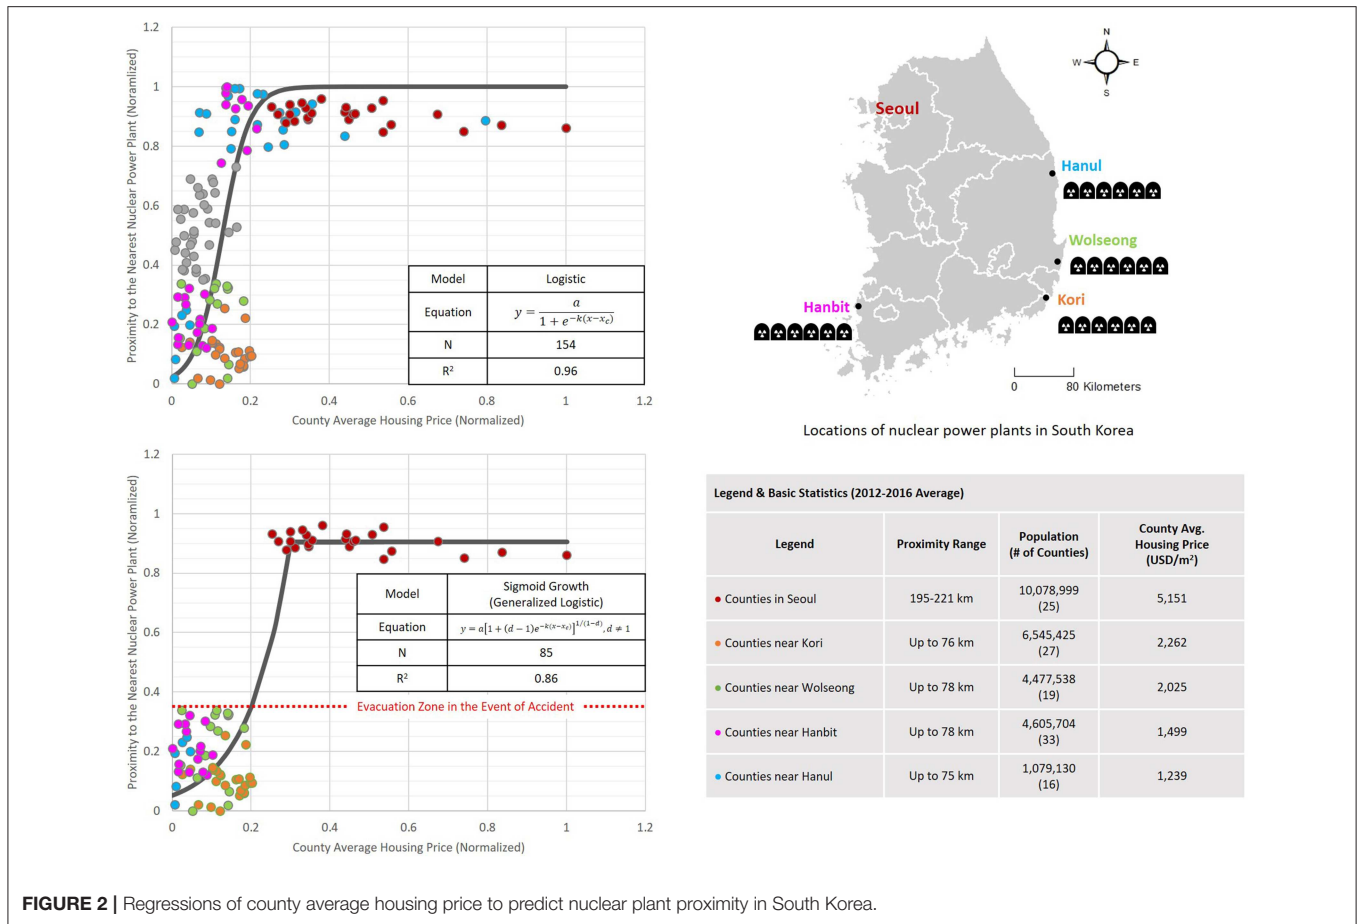 1.2
1
0.8
0.6
0.4
0.2
0
Proximity to the Nearest Nuclear Power Plant (Noramlized)
Model Logistic
Equation y = a / 1 + e^−k(x−x_c)
N 154
R² 0.96
0 0.2 0.4 0.6 0.8 1 1.2
County Average Housing Price (Normalized)
N
W E
S
Seoul
Hanul
Wolseong
Kori
Hanbit
0 80 Kilometers
Locations of nuclear power plants in South Korea
1.2
1
0.8
0.6
0.4
0.2
0
Proximity to the Nearest Nuclear Power Plant (Noramlized)
Model Sigmoid Growth
(Generalized Logistic)
Equation y = a[1 + (d − 1)e^−k(x−x_c)]^1/(1−d), d ≠ 1
N 85
R² 0.86
Evacuation Zone in the Event of Accident
0 0.2 0.4 0.6 0.8 1 1.2
County Average Housing Price (Normalized)
Legend & Basic Statistics (2012-2016 Average)
Legend Proximity Range Population
(# of Counties) County Avg.
Housing Price
(USD/m²)
Counties in Seoul 195-221 km 10,078,999
(25) 5,151
Counties near Kori Up to 76 km 6,545,425
(27) 2,262
Counties near Wolseong Up to 78 km 4,477,538
(19) 2,025
Counties near Hanbit Up to 78 km 4,605,704
(33) 1,499
Counties near Hanul Up to 75 km 1,079,130
(16) 1,239
FIGURE 2 | Regressions of county average housing price to predict nuclear plant proximity in South Korea.